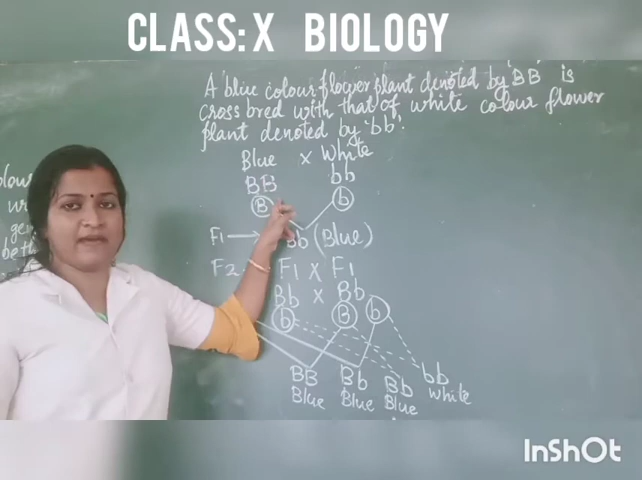 CLASS: X BIOLOGY
A blue colour flower plant denoted by 'BB' is
cross bred with that of white colour flower
plant denoted by 'bb'.
Blue x White
BB bb
B b
F1 → Bb (Blue)
F2 F1 x F1
Bb x Bb
b B b
BB Bb Bb bb
Blue Blue Blue White
InShOt